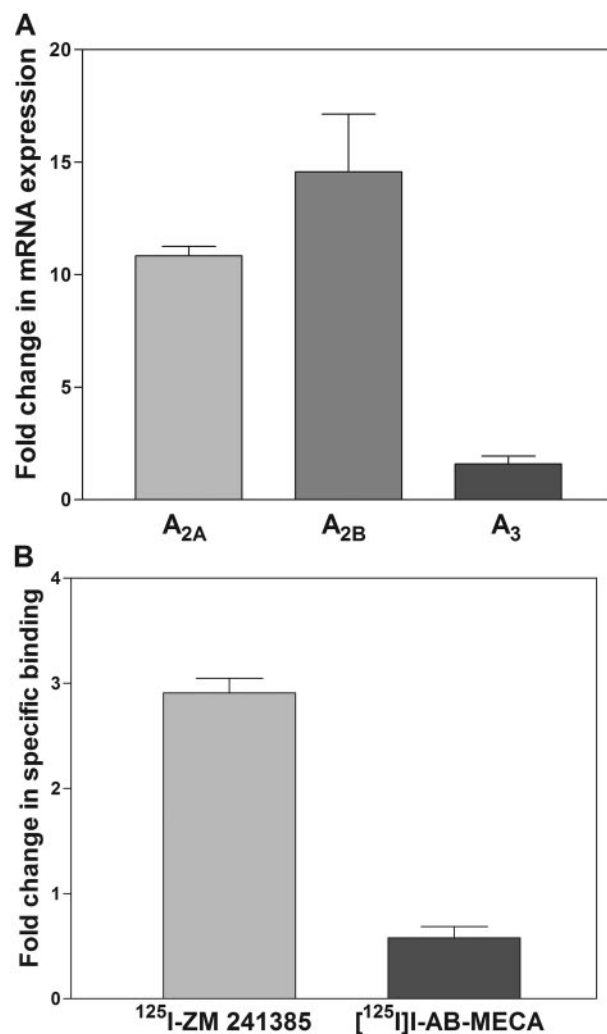 A
Fold change in mRNA expression
20
15
10
5
0
A2A
A2B
A3
B
Fold change in specific binding
4
3
2
1
0
125I-ZM 241385
[125I]I-AB-MECA